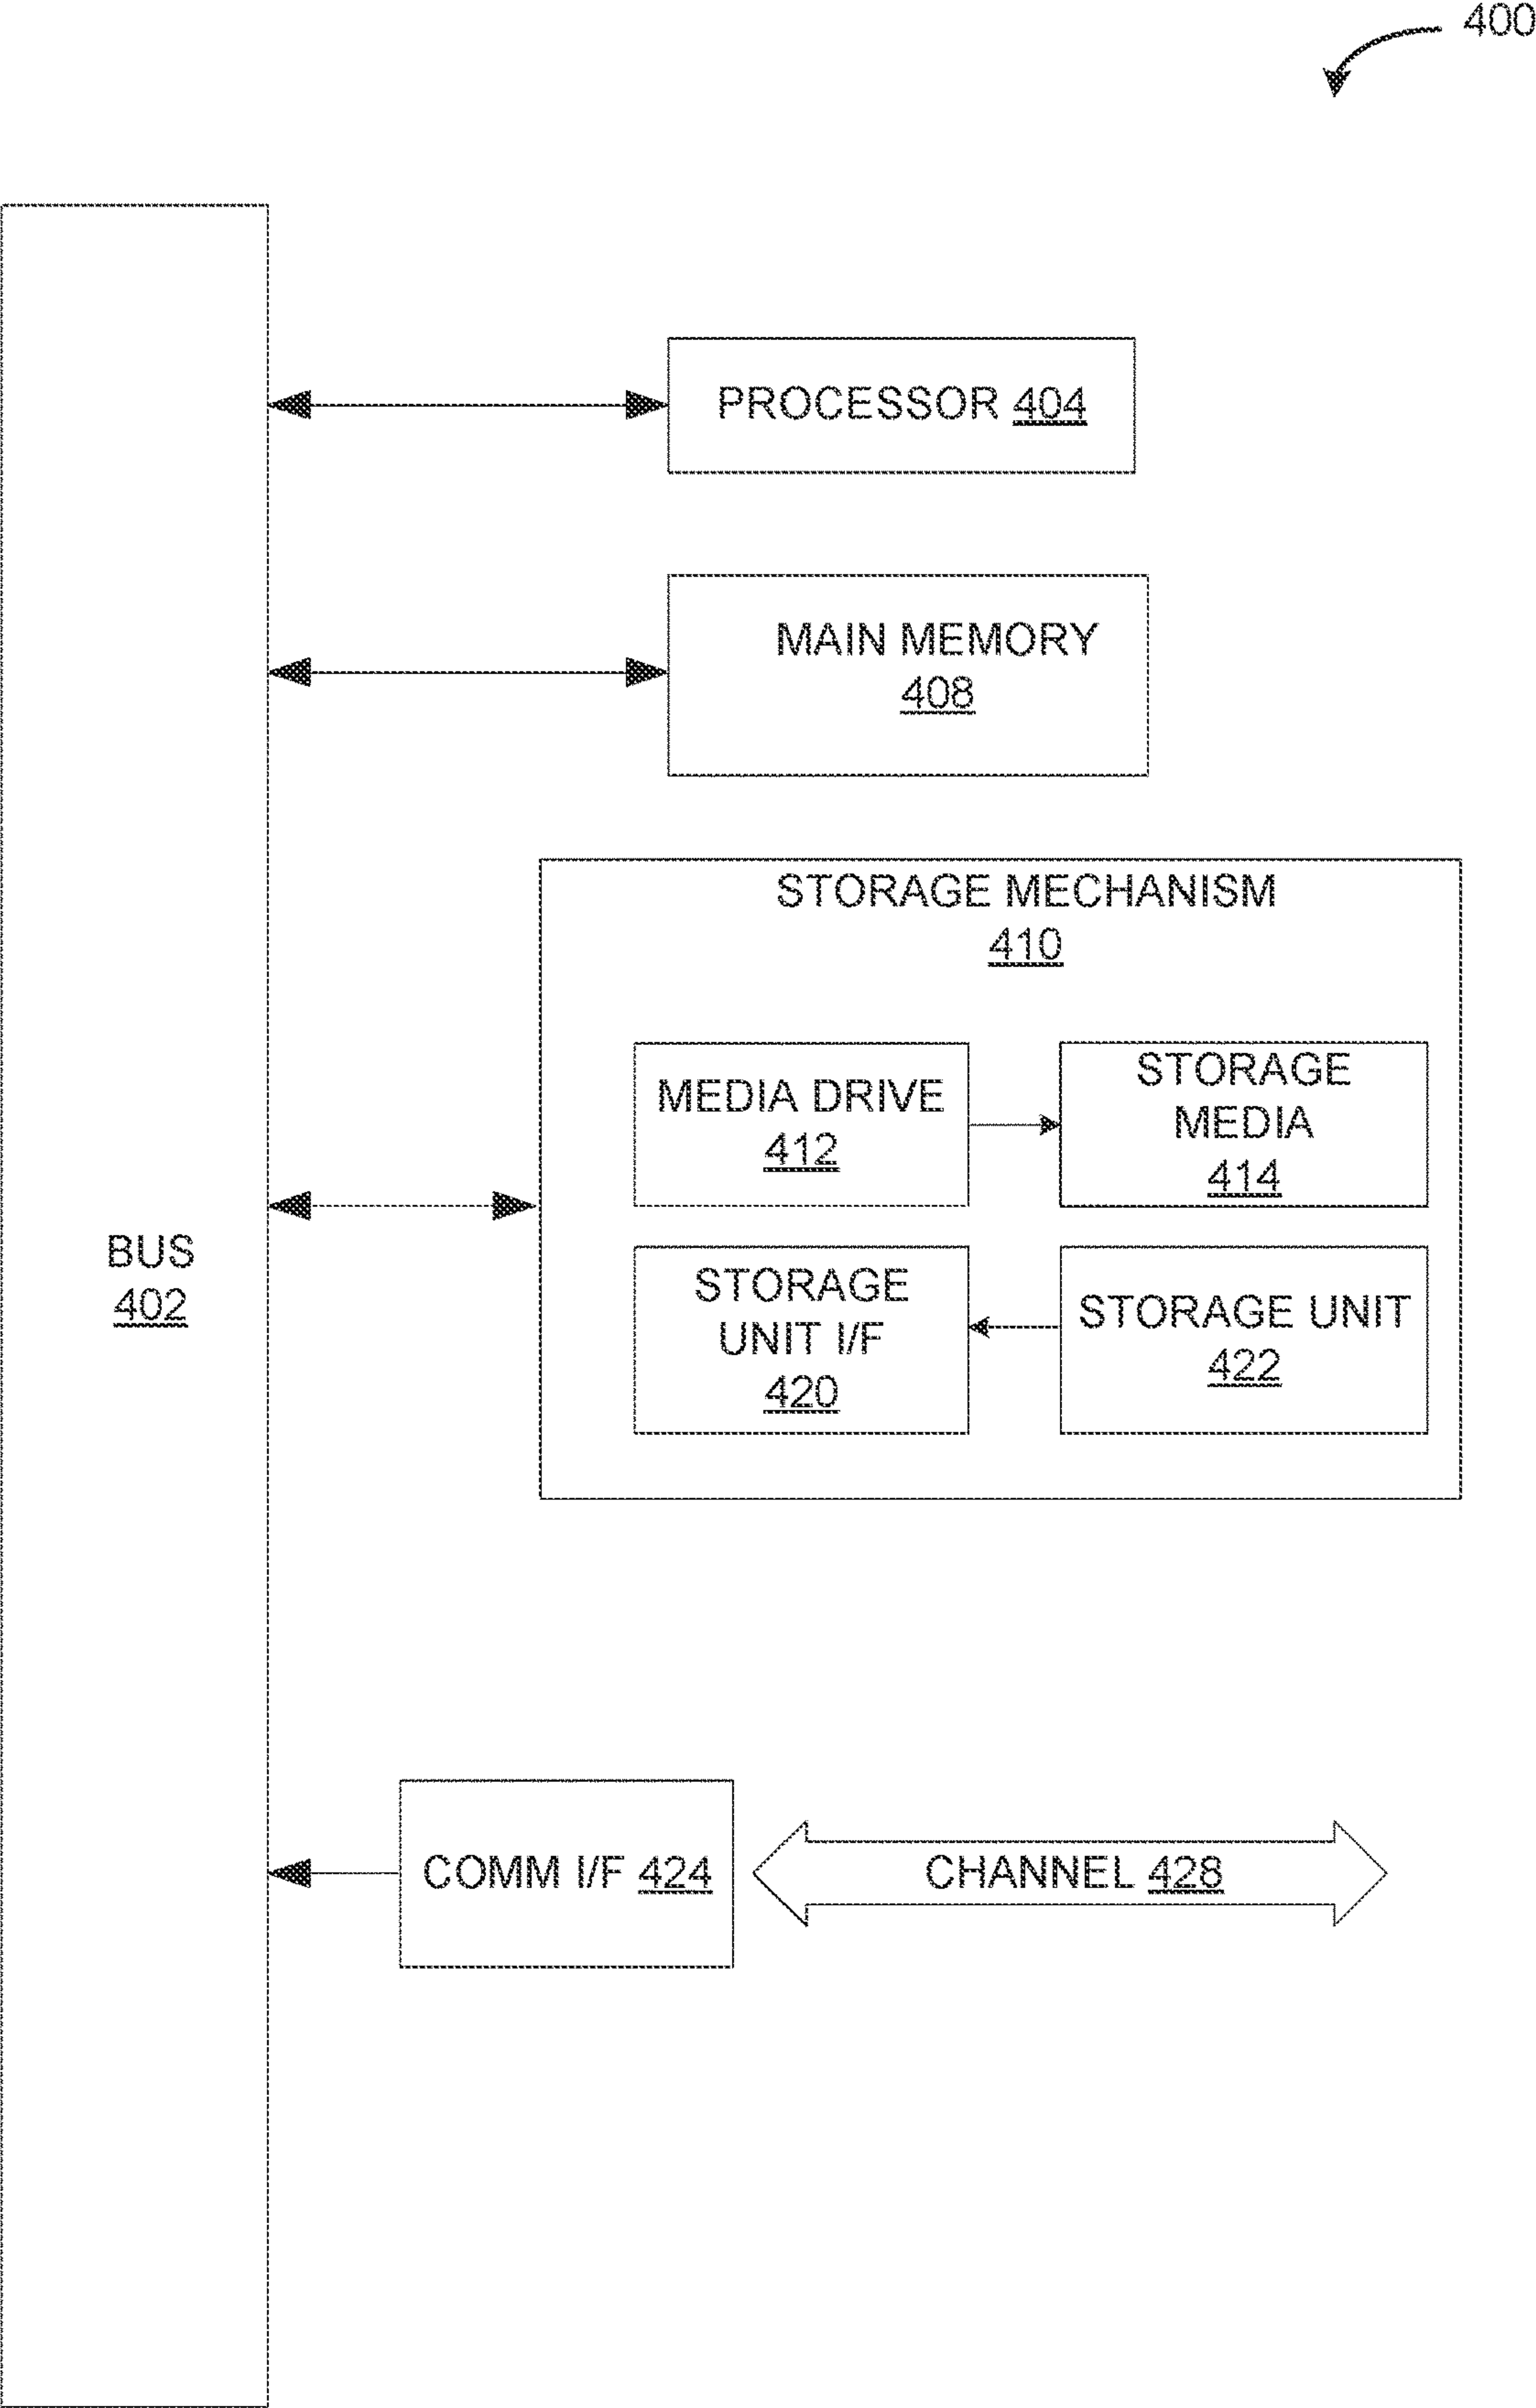 400
PROCESSOR 404
MAIN MEMORY
408
STORAGE MECHANISM
410
MEDIA DRIVE
412
STORAGE
MEDIA
414
BUS
402
STORAGE
UNIT I/F
420
STORAGE UNIT
422
COMM I/F 424
CHANNEL 428